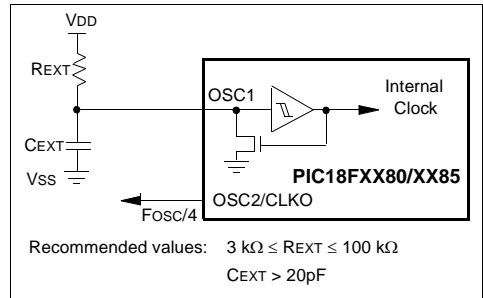 VDD
REXT
OSC1
Internal
Clock
CEXT
PIC18FXX80/XX85
VSS
OSC2/CLKO
FOSC/4
Recommended values: 3 kΩ ≤ REXT ≤ 100 kΩ
CEXT > 20pF